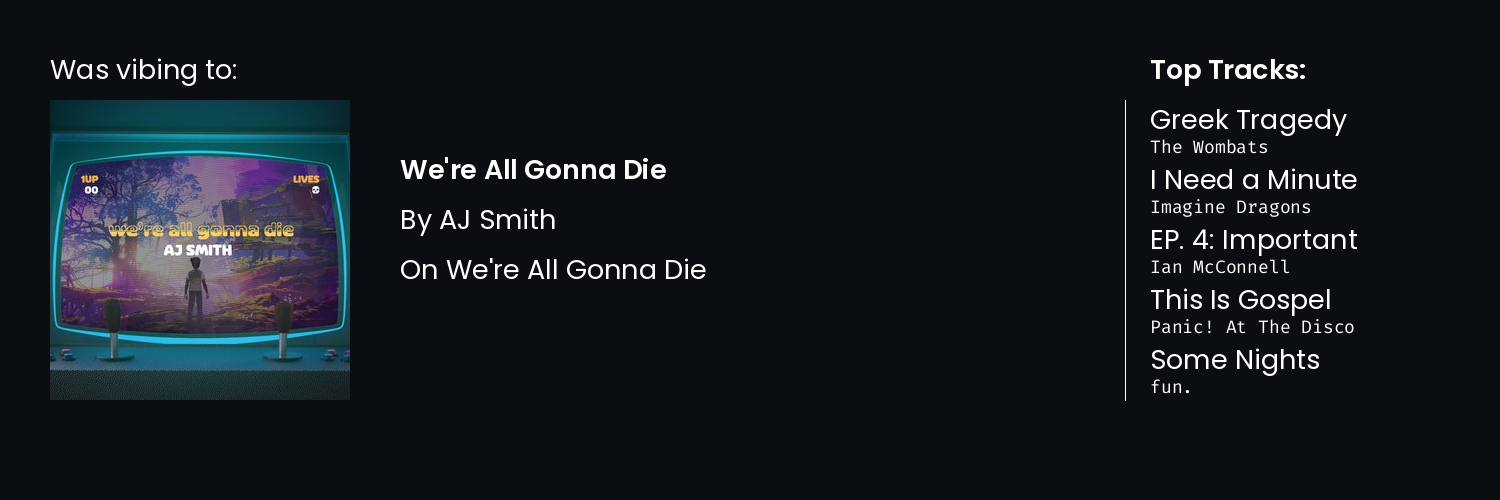 Was vibing to:
1UP
00
LIVES
we're all gonna die
AJ SMITH
We're All Gonna Die
By AJ Smith
On We're All Gonna Die
Top Tracks:
Greek Tragedy
The Wombats
I Need a Minute
Imagine Dragons
EP. 4: Important
Ian McConnell
This Is Gospel
Panic! At The Disco
Some Nights
fun.